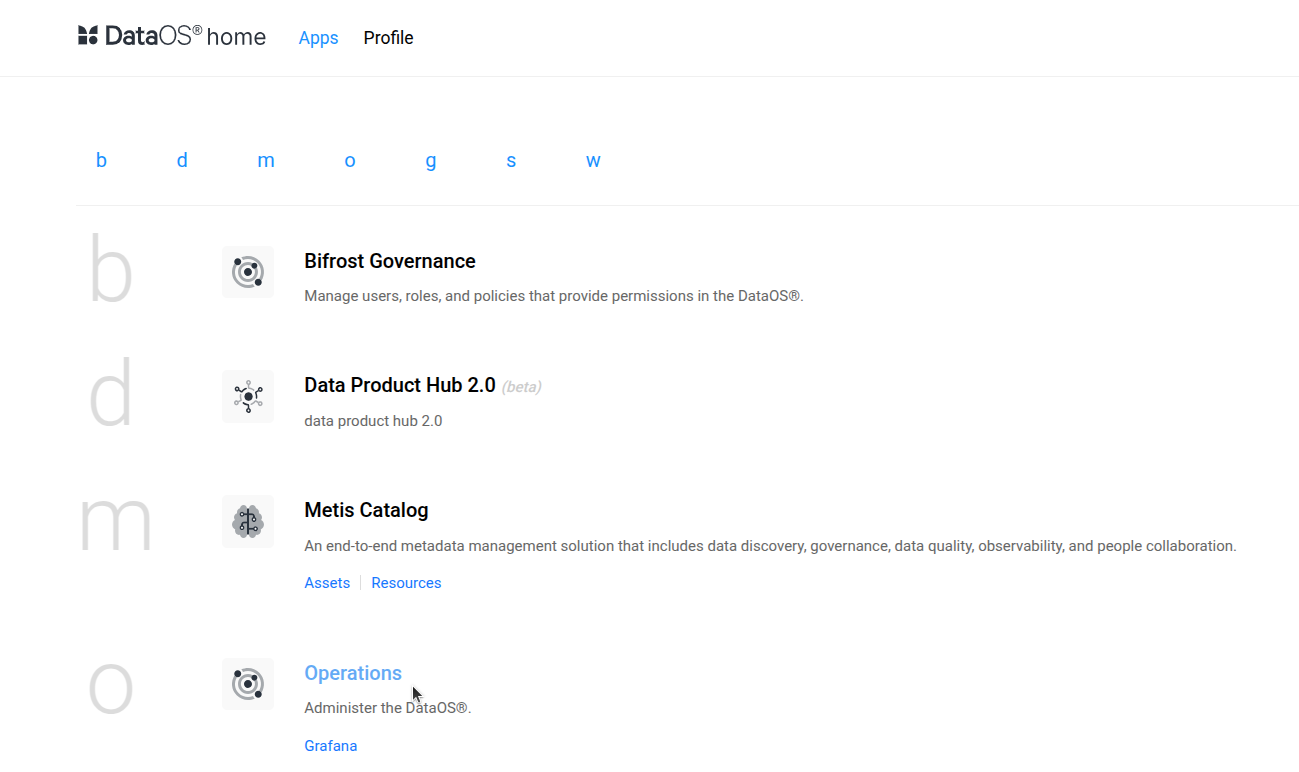 DataOS® home Apps Profile
b d m o g s w
b
Bifrost Governance
Manage users, roles, and policies that provide permissions in the DataOS®.
d
Data Product Hub 2.0 (beta)
data product hub 2.0
m
Metis Catalog
An end-to-end metadata management solution that includes data discovery, governance, data quality, observability, and people collaboration.
Assets Resources
o
Operations
Administer the DataOS®.
Grafana